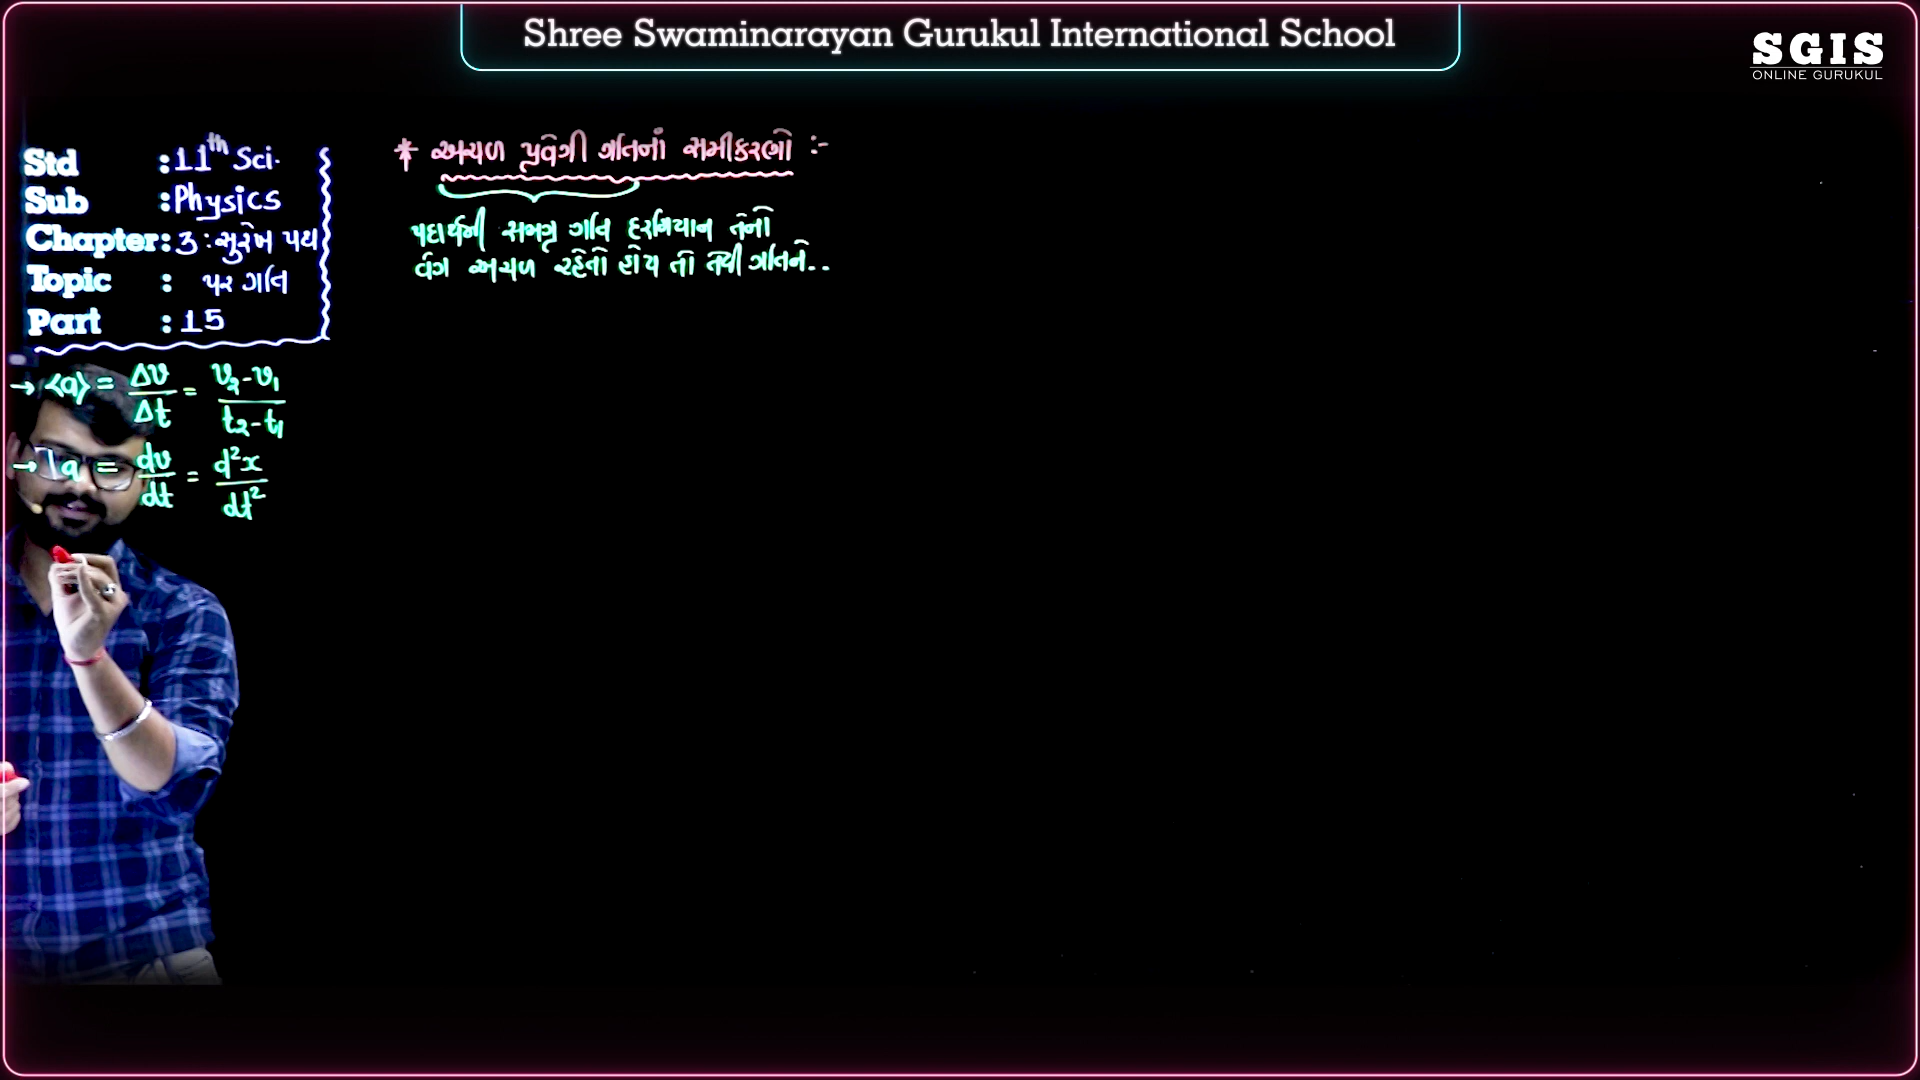 Shree Swaminarayan Gurukul International School
SGIS
ONLINE GURUKUL
Std : 11th Sci.
Sub : Physics
Chapter : 3 : સુરેખ પથ
Topic : પર ગતિ
Part : 15
→ <a> = Δv/Δt = v₂-v₁/t₂-t₁
→ a = dv/dt = d²x/dt²
* અચળ પ્રવેગી ગતિનાં સમીકરણો :-
પદાર્થની સમગ્ર ગતિ દરમિયાન તેનો
વેગ અચળ રહેતો હોય તો તેવી ગતિને..